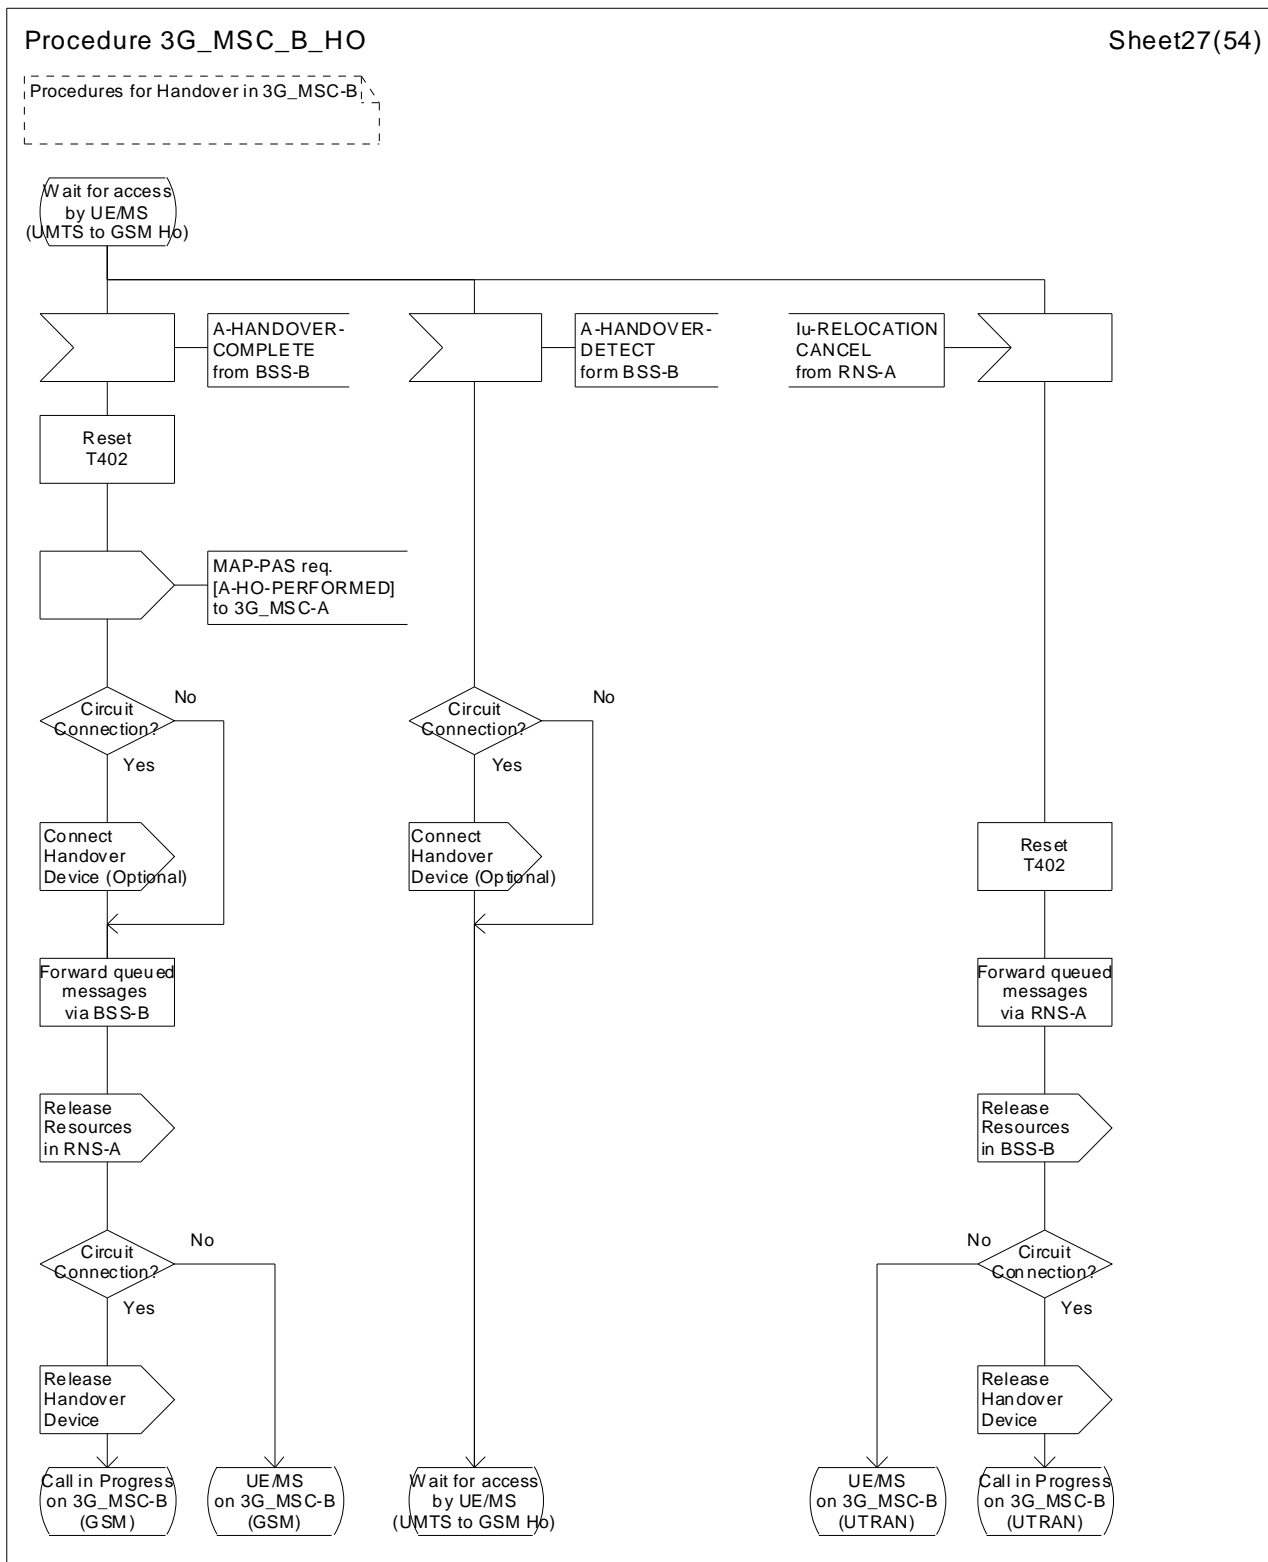 Procedure 3G_MSC_B_HO
Sheet27(54)
Procedures for Handover in 3G_MSC-B
Wait for access
by UE/MS
(UMTS to GSM Ho)
A-HANDOVER-
COMPLETE
from BSS-B
A-HANDOVER-
DETECT
form BSS-B
Iu-RELOCATION
CANCEL
from RNS-A
Reset
T402
MAP-PAS req.
[A-HO-PERFORMED]
to 3G_MSC-A
Circuit
Connection?
No
Yes
Circuit
Connection?
No
Yes
Connect
Handover
Device (Optional)
Connect
Handover
Device (Optional)
Reset
T402
Forward queued
messages
via BSS-B
Forward queued
messages
via RNS-A
Release
Resources
in RNS-A
Release
Resources
in BSS-B
Circuit
Connection?
No
Yes
No
Circuit
Connection?
Yes
Release
Handover
Device
Release
Handover
Device
Call in Progress
on 3G_MSC-B
(GSM)
UE/MS
on 3G_MSC-B
(GSM)
Wait for access
by UE/MS
(UMTS to GSM Ho)
UE/MS
on 3G_MSC-B
(UTRAN)
Call in Progress
on 3G_MSC-B
(UTRAN)